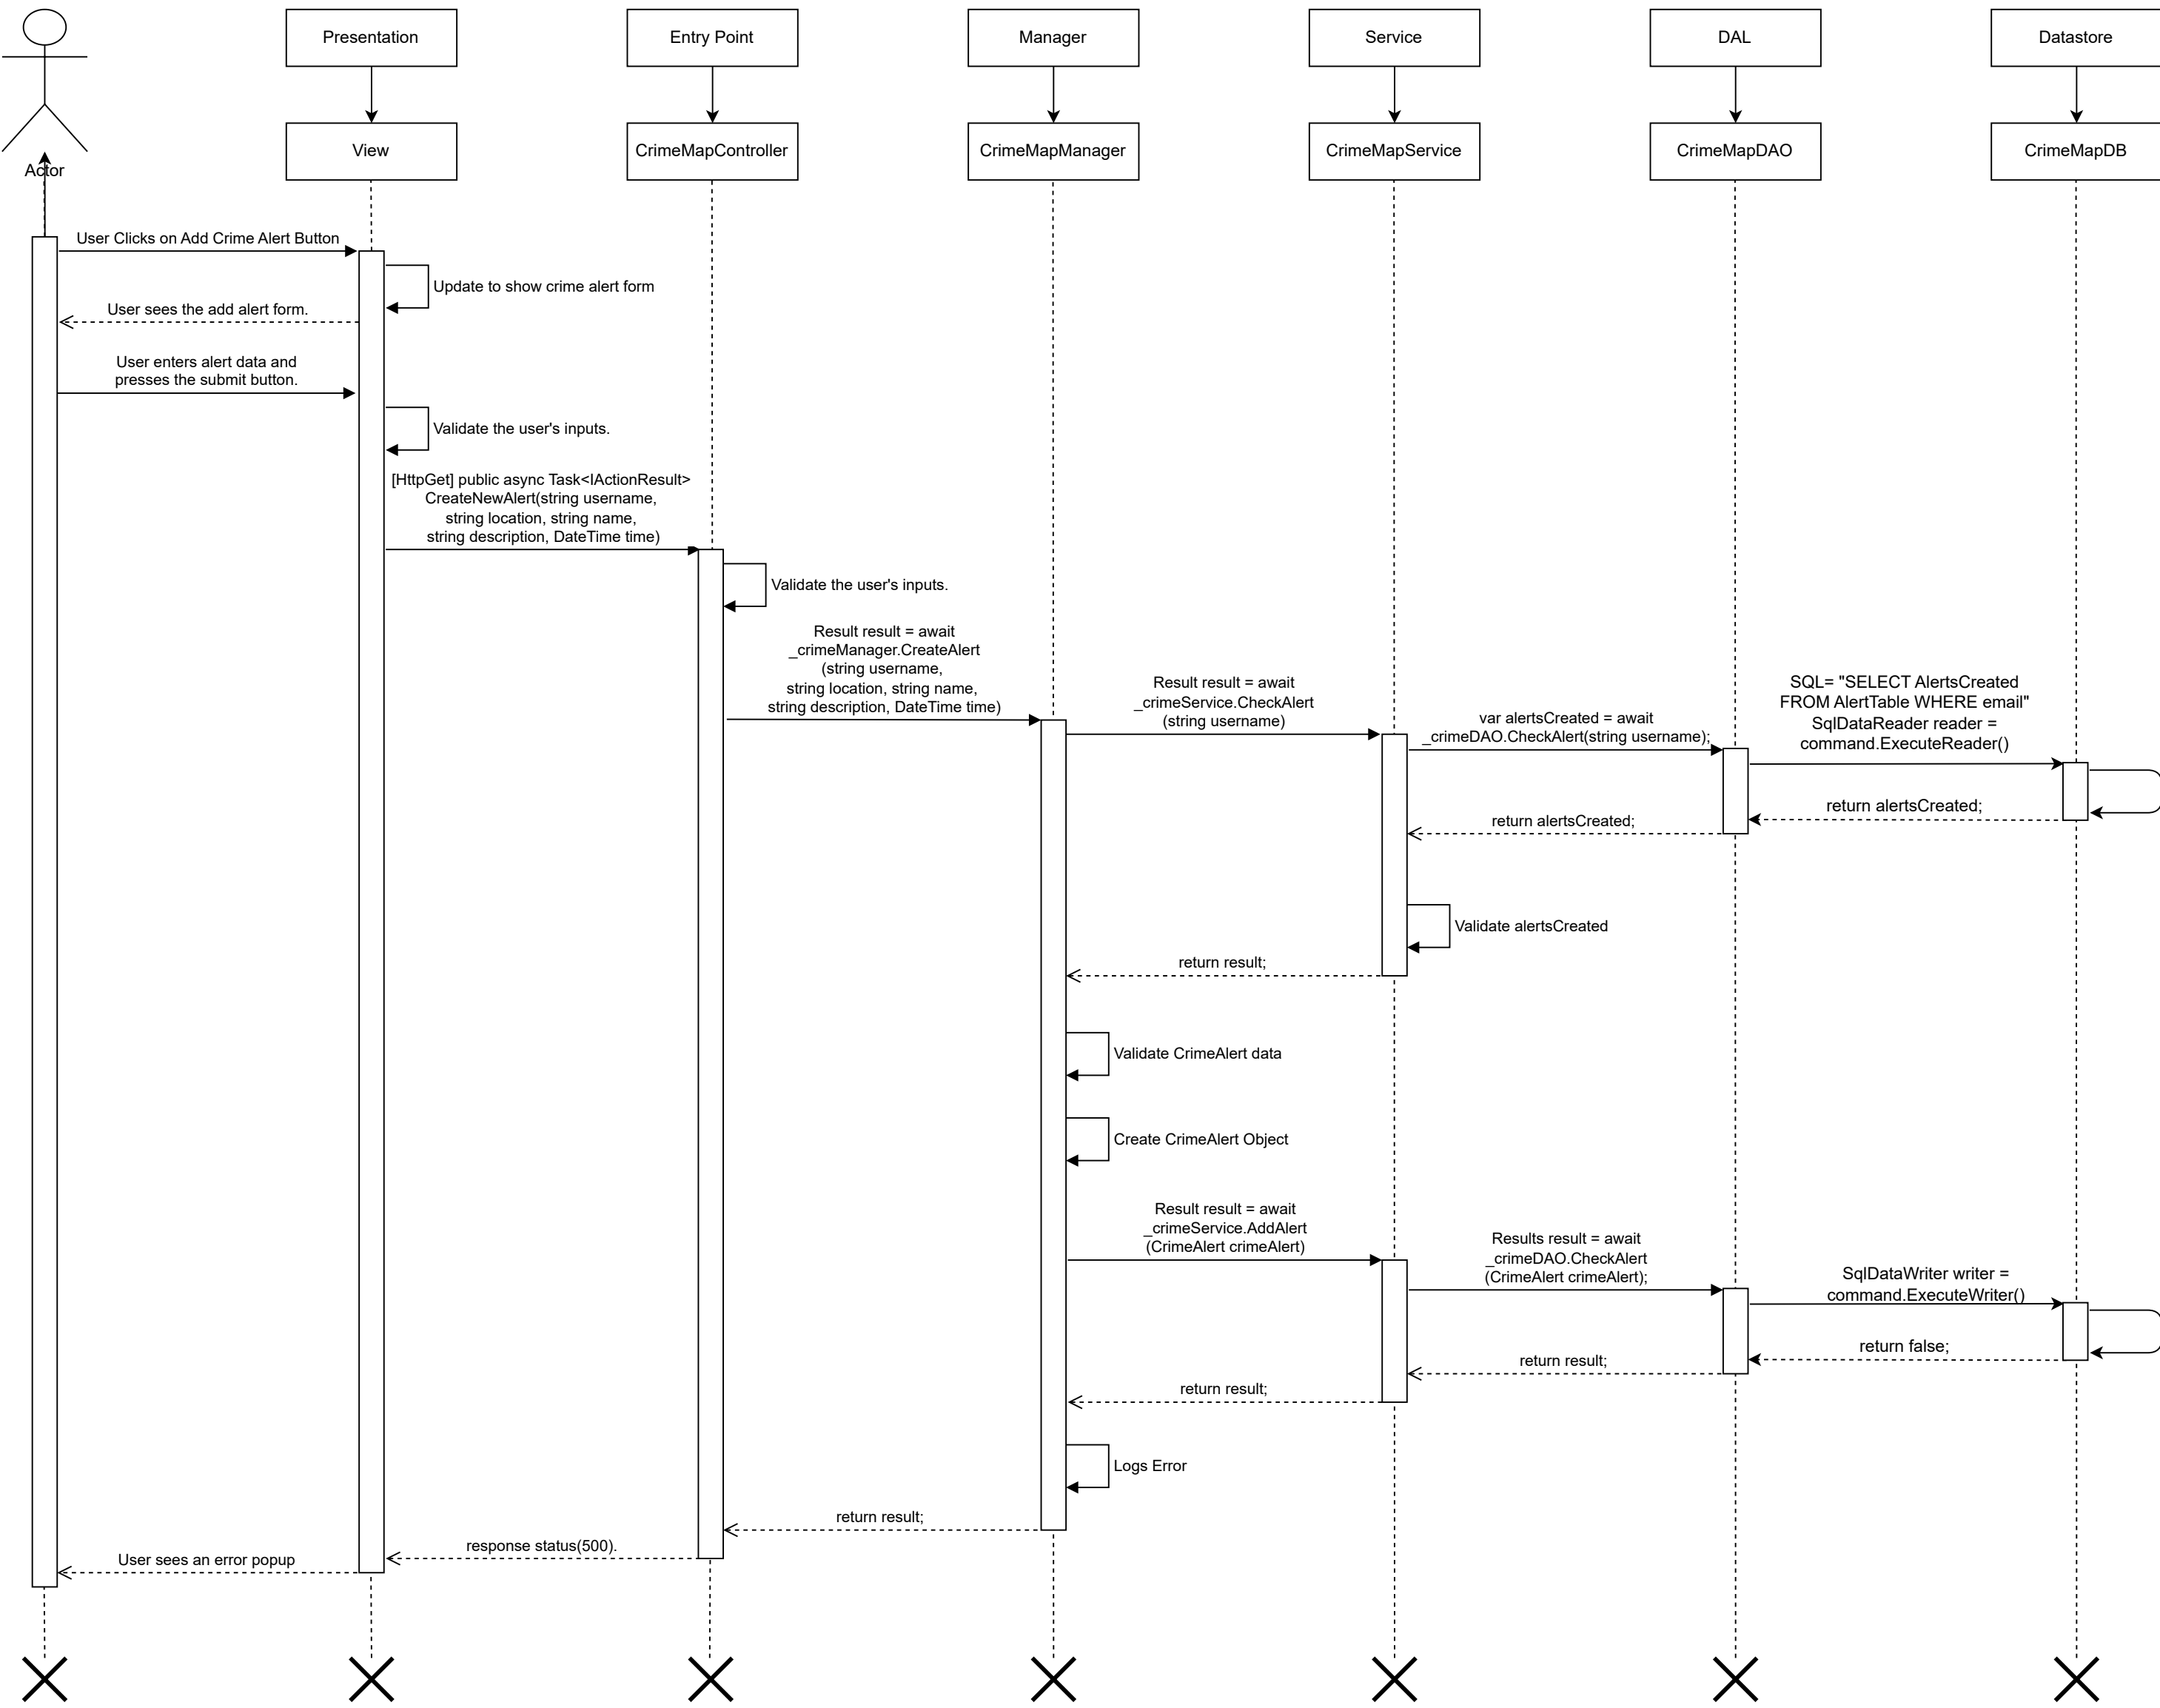 Presentation
Entry Point
Manager
Service
DAL
Datastore
View
CrimeMapController
CrimeMapManager
CrimeMapService
CrimeMapDAO
CrimeMapDB
Actor
User Clicks on Add Crime Alert Button
Update to show crime alert form
User sees the add alert form.
User enters alert data and
presses the submit button.
Validate the user's inputs.
[HttpGet] public async Task<IActionResult>
CreateNewAlert(string username,
string location, string name,
string description, DateTime time)
Validate the user's inputs.
Result result = await
_crimeManager.CreateAlert
(string username,
string location, string name,
string description, DateTime time)
Result result = await
_crimeService.CheckAlert
(string username)
var alertsCreated = await
_crimeDAO.CheckAlert(string username);
SQL= "SELECT AlertsCreated
FROM AlertTable WHERE email"
SqlDataReader reader =
command.ExecuteReader()
return alertsCreated;
return alertsCreated;
Validate alertsCreated
return result;
Validate CrimeAlert data
Create CrimeAlert Object
Result result = await
_crimeService.AddAlert
(CrimeAlert crimeAlert)
Results result = await
_crimeDAO.CheckAlert
(CrimeAlert crimeAlert);
SqlDataWriter writer =
command.ExecuteWriter()
return false;
return result;
return result;
Logs Error
return result;
response status(500).
User sees an error popup